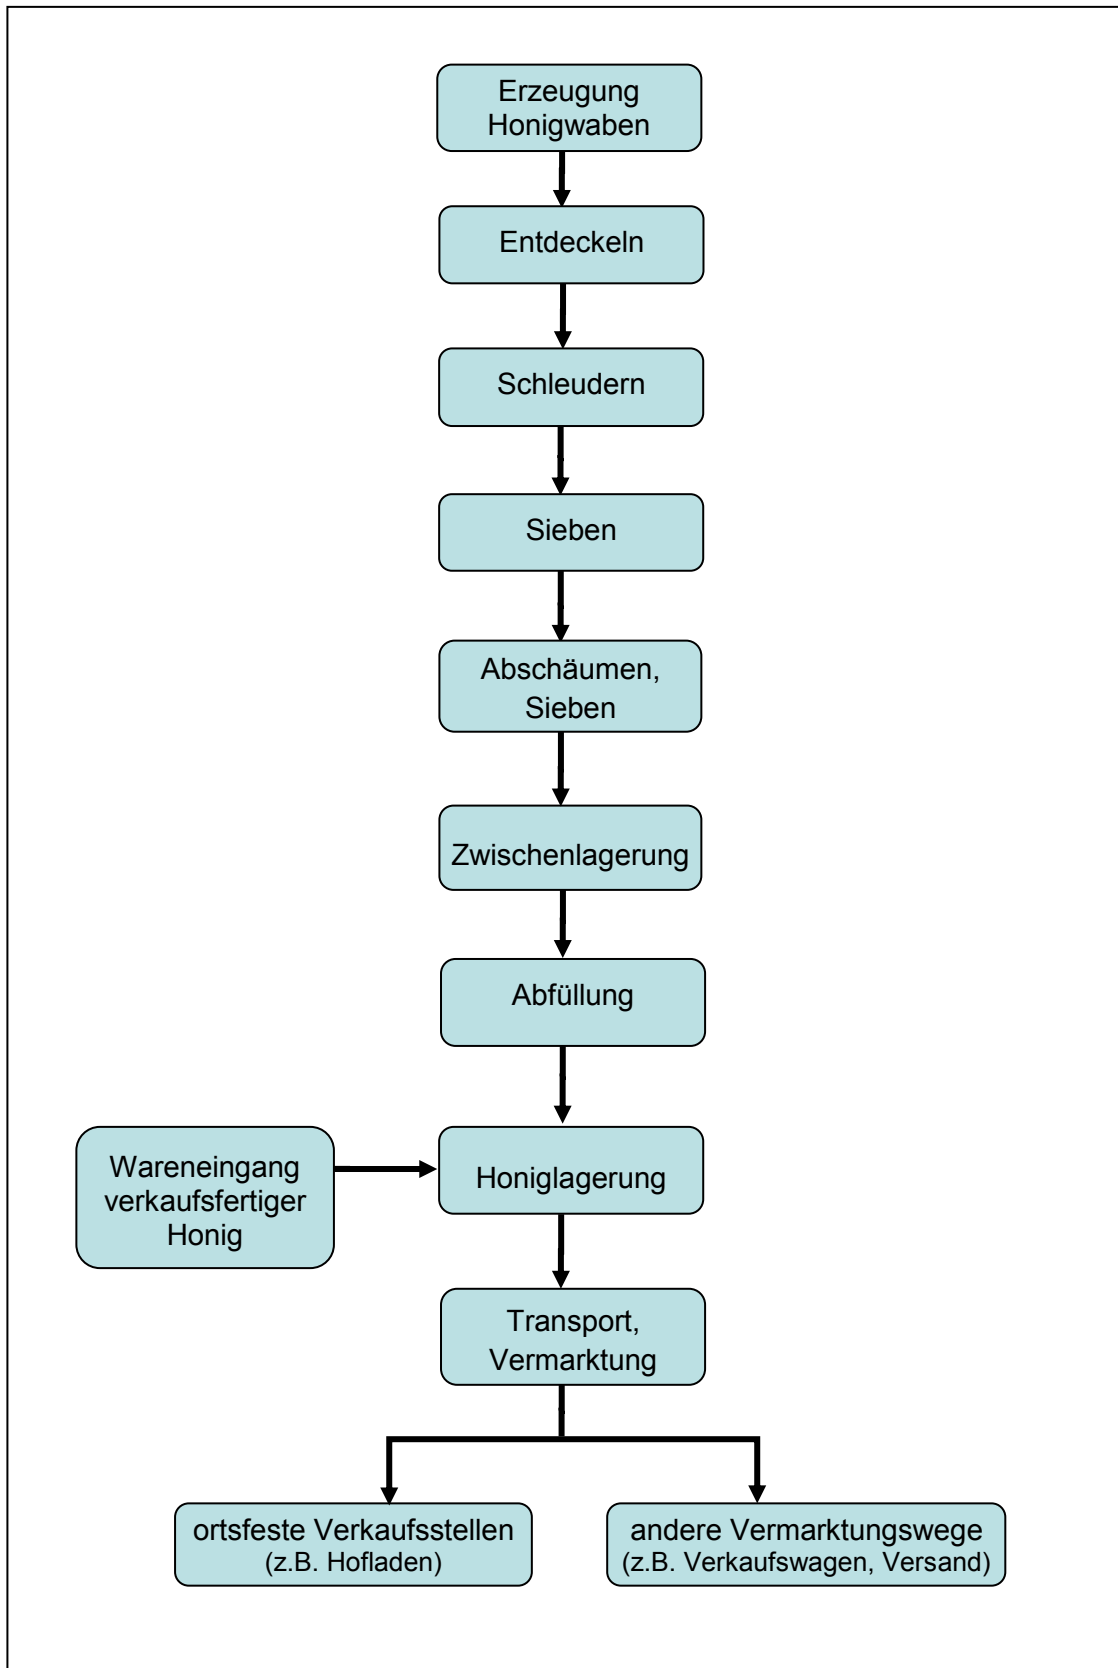 Erzeugung
Honigwaben
Entdeckeln
Schleudern
Sieben
Abschäumen,
Sieben
Zwischenlagerung
Abfüllung
Wareneingang
verkaufsfertiger
Honig
Honiglagerung
Transport,
Vermarktung
ortsfeste Verkaufsstellen
(z.B. Hofladen)
andere Vermarktungswege
(z.B. Verkaufswagen, Versand)